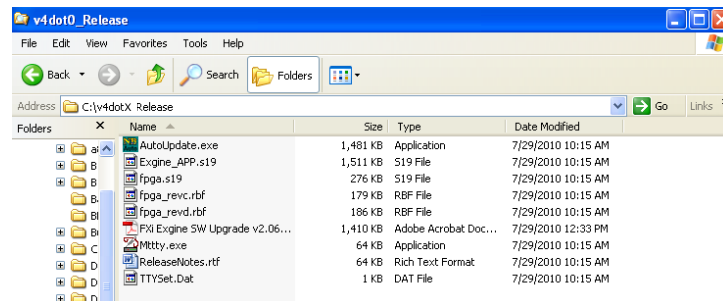 v4dot0_Release
File Edit View Favorites Tools Help
Back Search Folders
Address C:\v4dotX Release Go Links
Folders Name Size Type Date Modified
AutoUpdate.exe 1,481 KB Application 7/29/2010 10:15 AM
Exgine_APP.s19 1,511 KB S19 File 7/29/2010 10:15 AM
fpga.s19 276 KB S19 File 7/29/2010 10:15 AM
fpga_revc.rbf 179 KB RBF File 7/29/2010 10:15 AM
fpga_revd.rbf 186 KB RBF File 7/29/2010 10:15 AM
FXi Exgine SW Upgrade v2.06... 1,410 KB Adobe Acrobat Doc... 7/29/2010 12:33 PM
Mttty.exe 64 KB Application 7/29/2010 10:15 AM
ReleaseNotes.rtf 64 KB Rich Text Format 7/29/2010 10:15 AM
TTYSet.Dat 1 KB DAT File 7/29/2010 10:15 AM